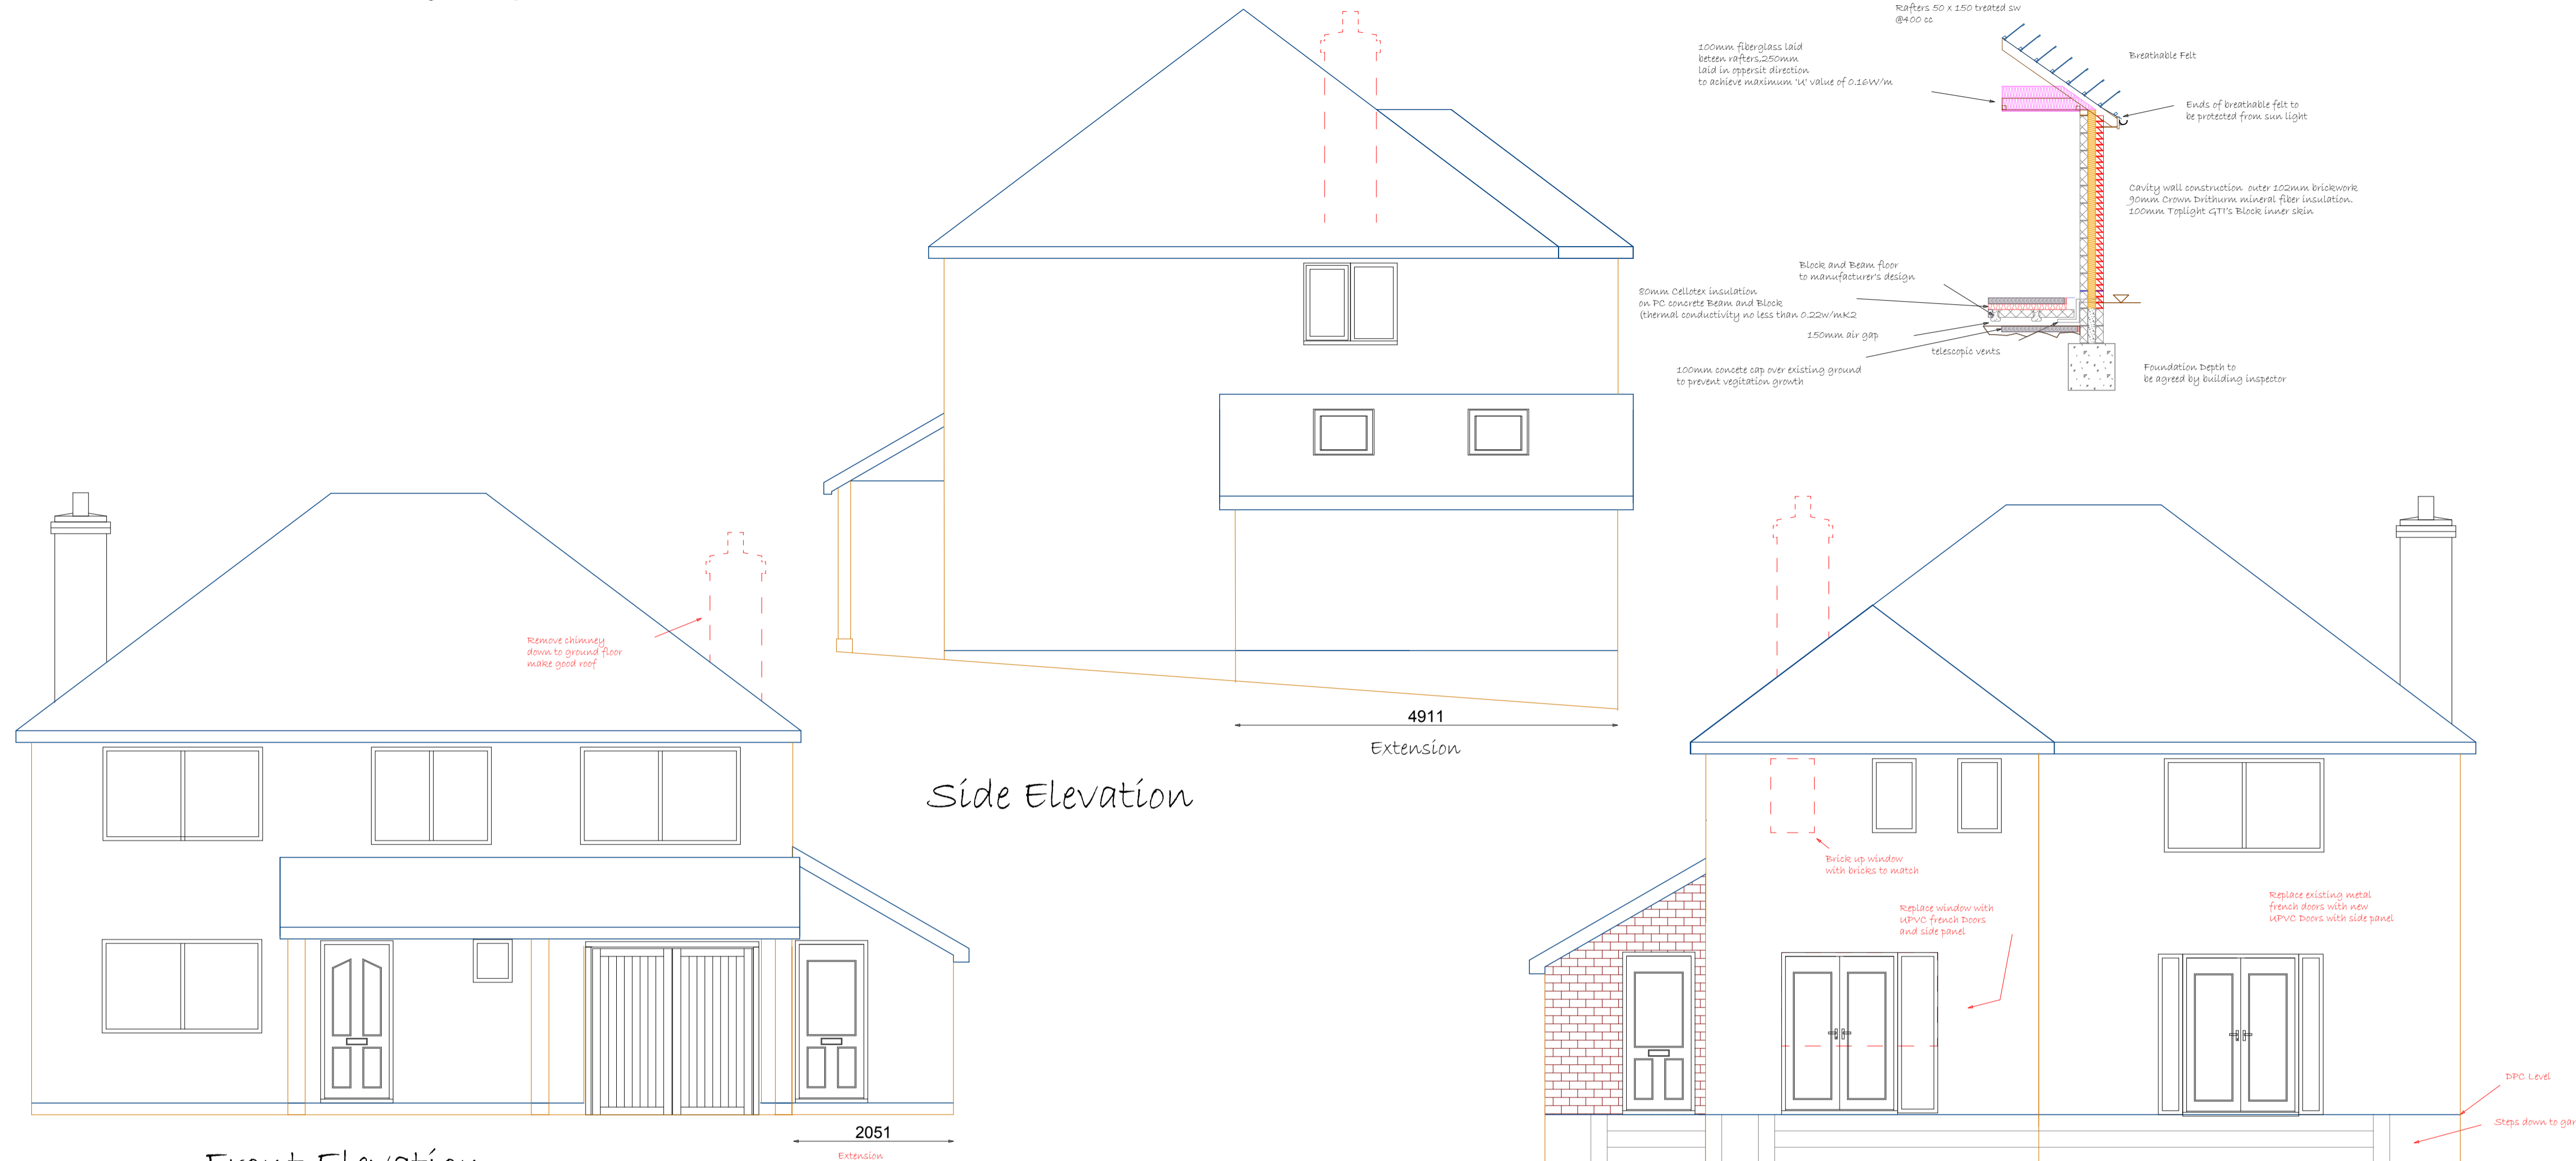 Rafters 50 x 150 treated sw
@400 cc
100mm fiberglass laid
beteen rafters,250mm
laid in oppersit direction
to achieve maximum 'U' value of 0.16W/m
Breathable Felt
Ends of breathable felt to
be protected from sun light
Cavity wall construction outer 102mm brickwork
90mm Crown Drithurm mineral fiber insulation.
100mm Toplight GTI's Block inner skin
Block and Beam floor
to manufacturer's design
80mm Cellotex insulation
on PC concrete Beam and Block
(thermal conductivity no less than 0.22w/mK2
150mm air gap
telescopic vents
100mm concete cap over existing ground
to prevent vegitation growth
Foundation Depth to
be agreed by building inspector
Remove chimney
down to ground floor
make good roof
4911
Extension
Side Elevation
Brick up window
with bricks to match
Replace window with
UPVC french Doors
and side panel
Replace existing metal
french doors with new
UPVC Doors with side panel
DPC Level
Steps down to gar
2051
Extension
Front Elevation